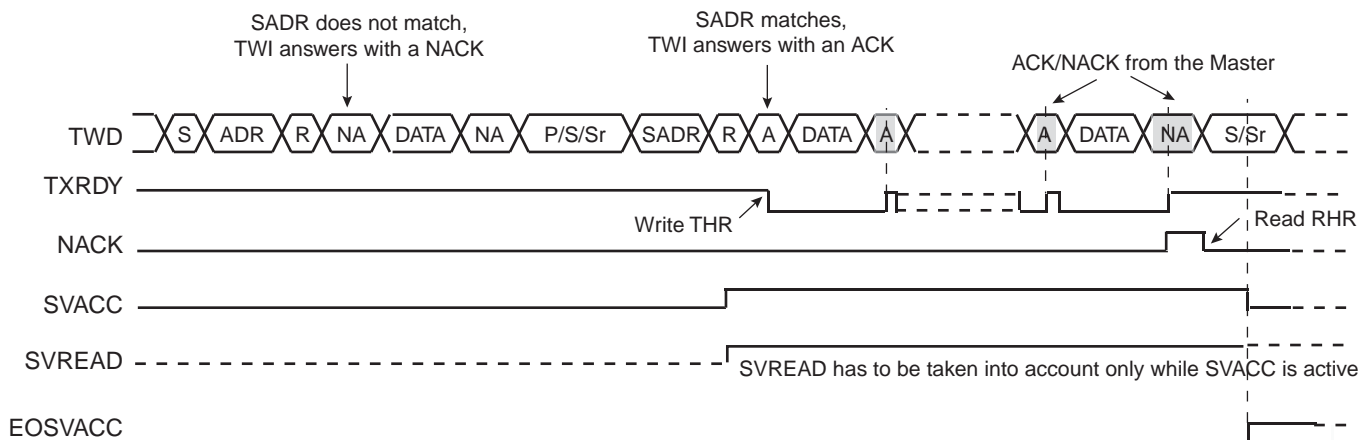 SADR does not match,
TWI answers with a NACK
SADR matches,
TWI answers with an ACK
ACK/NACK from the Master
TWD S ADR R NA DATA NA P/S/Sr SADR R A DATA A A DATA NA S/Sr
TXRDY
Write THR
Read RHR
NACK
SVACC
SVREAD
SVREAD has to be taken into account only while SVACC is active
EOSVACC